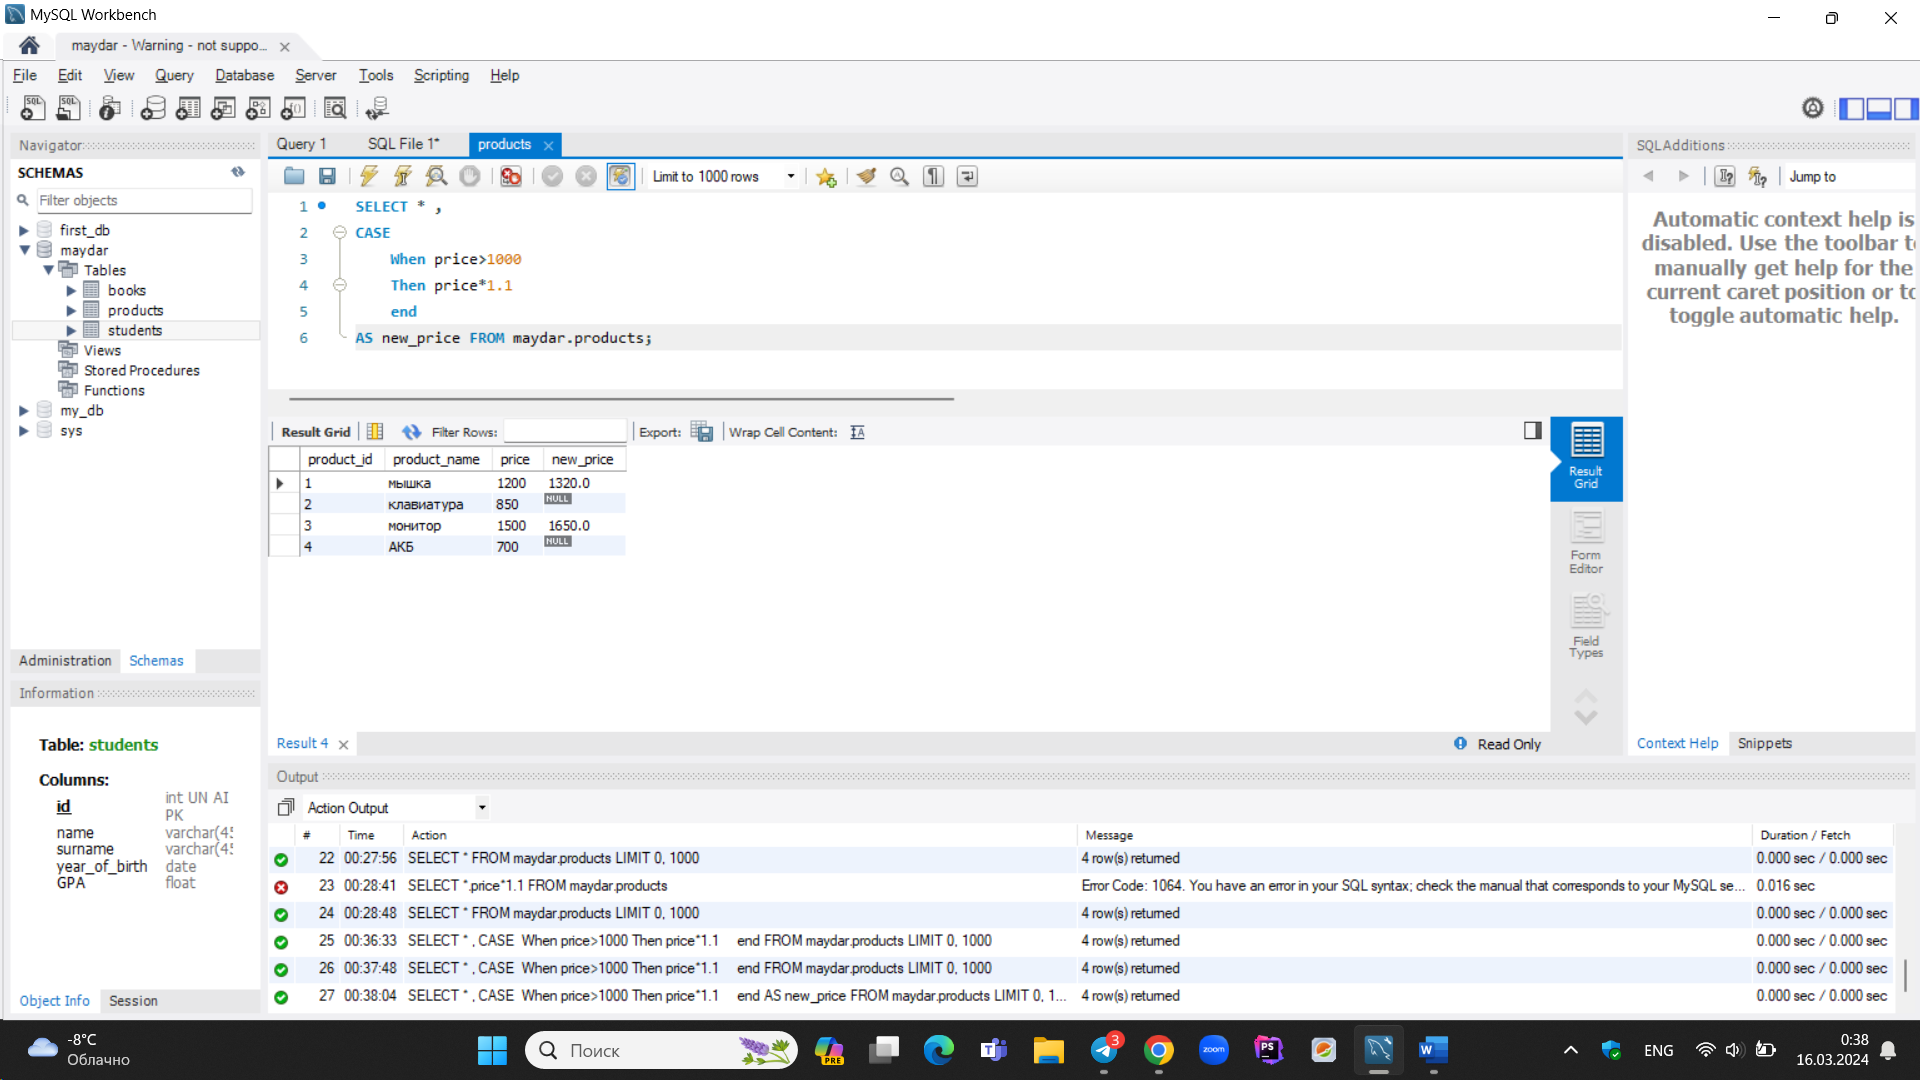 MySQL Workbench
maydar - Warning - not suppo...
File Edit View Query Database Server Tools Scripting Help
Navigator
SCHEMAS
Filter objects
first_db
maydar
Tables
books
products
students
Views
Stored Procedures
Functions
my_db
sys
Administration Schemas
Information
Table: students
Columns:
id int UN AI PK
name varchar(45
surname varchar(45
year_of_birth date
GPA float
Object Info Session
Query 1 SQL File 1* products
Limit to 1000 rows
1 SELECT * ,
2 CASE
3 When price>1000
4 Then price*1.1
5 end
6 AS new_price FROM maydar.products;
Result Grid Filter Rows: Export: Wrap Cell Content:
product_id product_name price new_price
1 мышка 1200 1320.0
2 клавиатура 850 NULL
3 монитор 1500 1650.0
4 АКБ 700 NULL
Result Grid
Form Editor
Field Types
Result 4 Read Only
SQLAdditions
Jump to
Automatic context help is
disabled. Use the toolbar t
manually get help for the
current caret position or to
toggle automatic help.
Context Help Snippets
Output
Action Output
# Time Action Message Duration / Fetch
22 00:27:56 SELECT * FROM maydar.products LIMIT 0, 1000 4 row(s) returned 0.000 sec / 0.000 sec
23 00:28:41 SELECT *.price*1.1 FROM maydar.products Error Code: 1064. You have an error in your SQL syntax; check the manual that corresponds to your MySQL se... 0.016 sec
24 00:28:48 SELECT * FROM maydar.products LIMIT 0, 1000 4 row(s) returned 0.000 sec / 0.000 sec
25 00:36:33 SELECT * , CASE When price>1000 Then price*1.1 end FROM maydar.products LIMIT 0, 1000 4 row(s) returned 0.000 sec / 0.000 sec
26 00:37:48 SELECT * , CASE When price>1000 Then price*1.1 end FROM maydar.products LIMIT 0, 1000 4 row(s) returned 0.000 sec / 0.000 sec
27 00:38:04 SELECT * , CASE When price>1000 Then price*1.1 end AS new_price FROM maydar.products LIMIT 0, 1... 4 row(s) returned 0.000 sec / 0.000 sec
-8°C
Облачно
Поиск
PRE
3
zoom
PS
W
ENG
0:38
16.03.2024